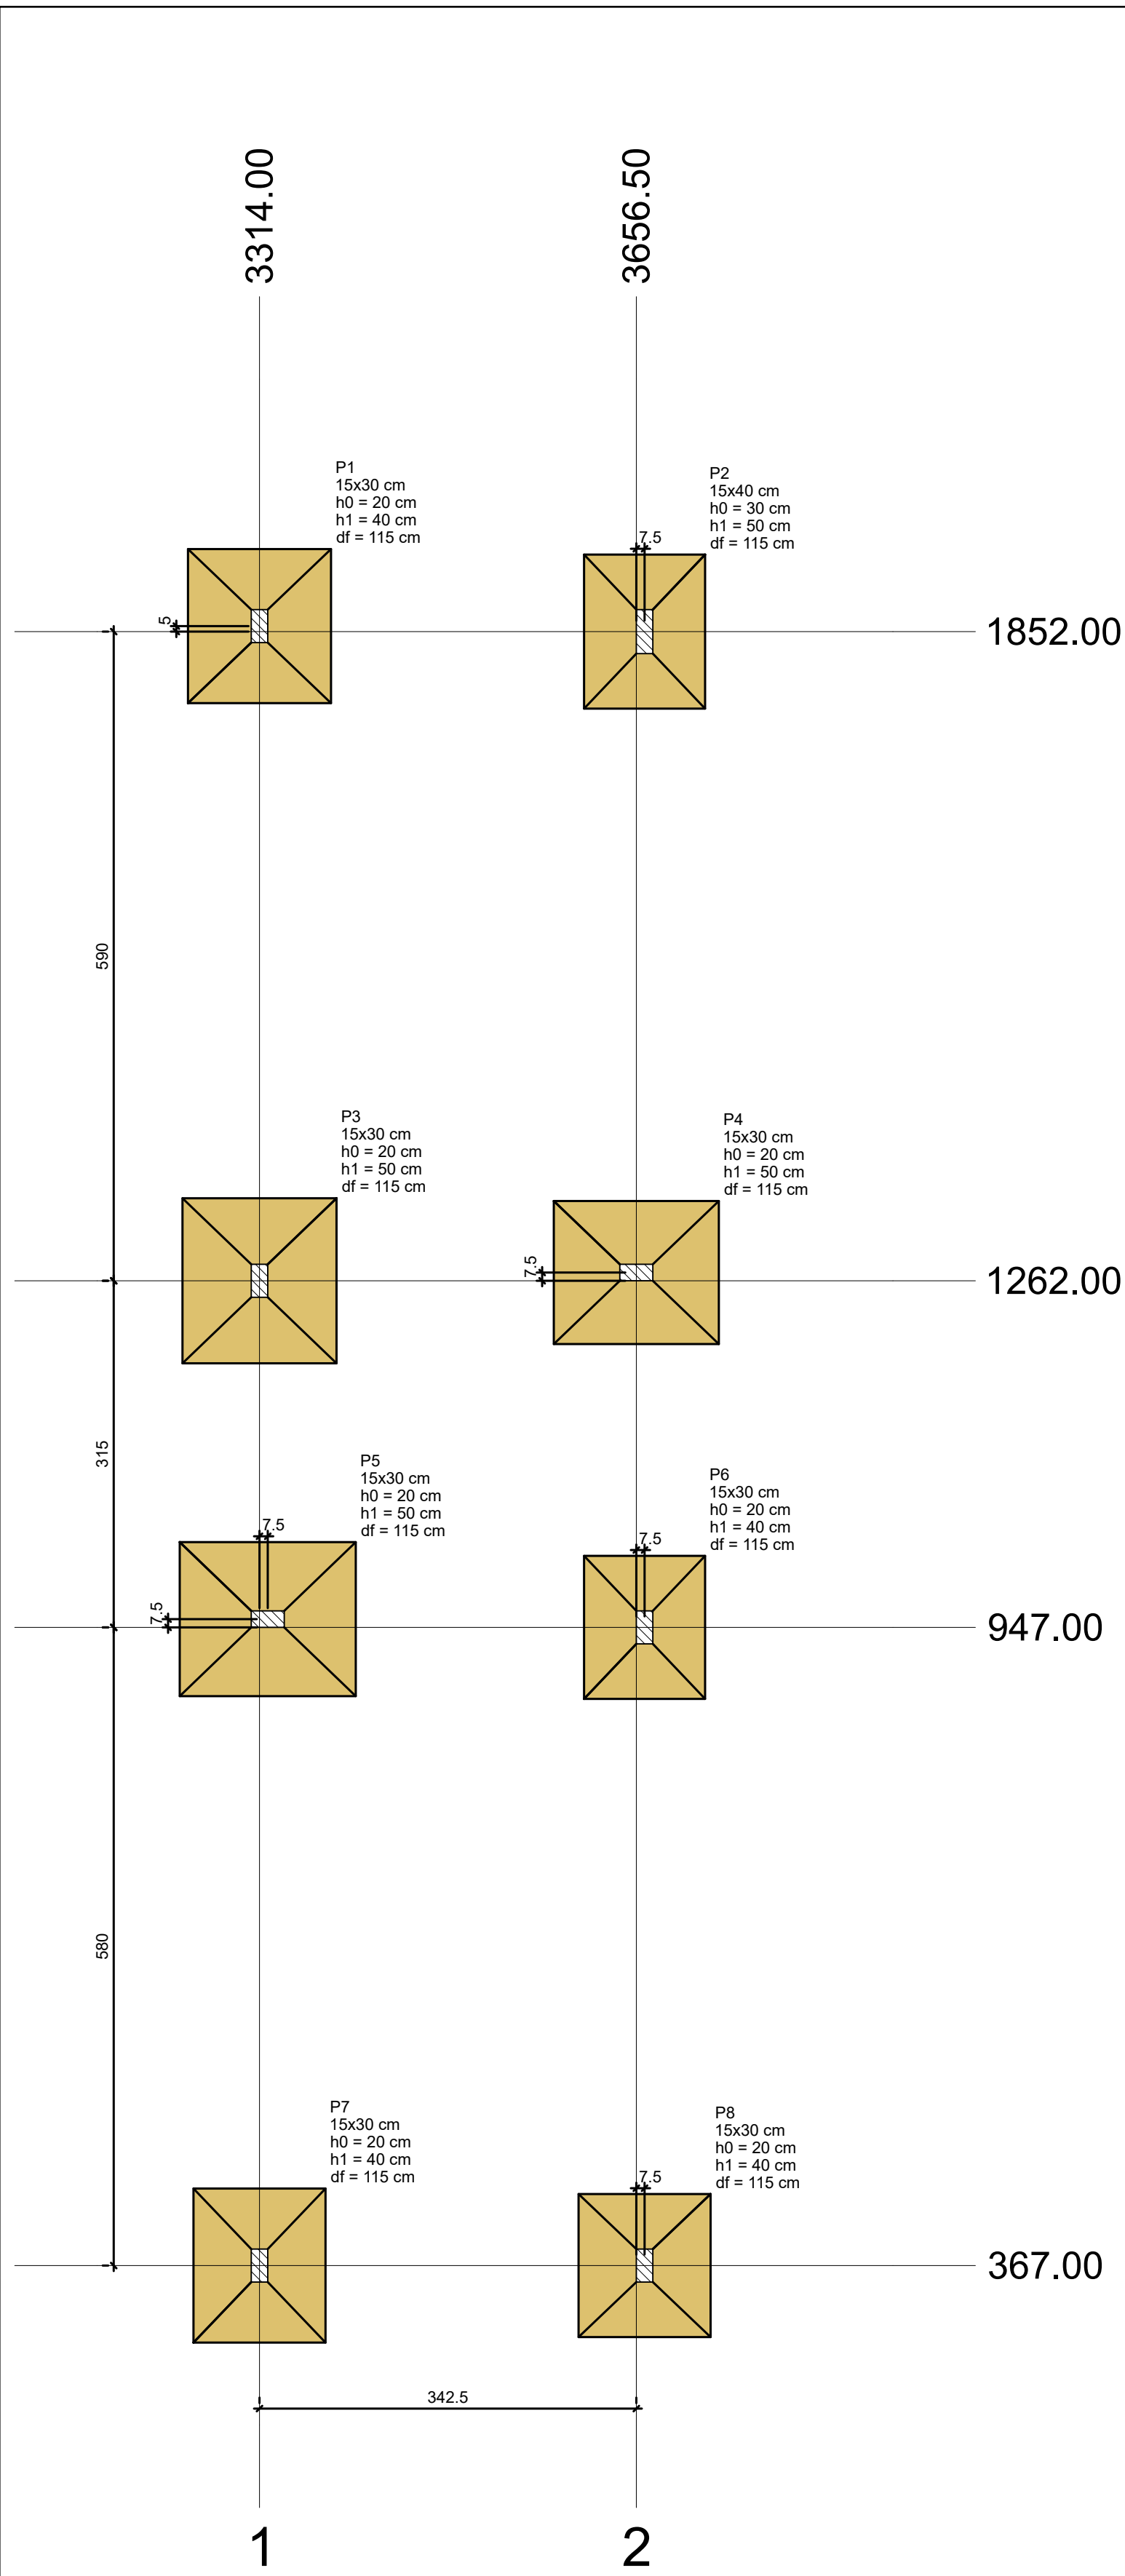 3314.00
3656.50
P1
15x30 cm
h0 = 20 cm
h1 = 40 cm
df = 115 cm
P2
15x40 cm
h0 = 30 cm
h1 = 50 cm
df = 115 cm
7.5
5
1852.00
590
P3
15x30 cm
h0 = 20 cm
h1 = 50 cm
df = 115 cm
P4
15x30 cm
h0 = 20 cm
h1 = 50 cm
df = 115 cm
7.5
1262.00
315
P5
15x30 cm
h0 = 20 cm
h1 = 50 cm
df = 115 cm
7.5
7.5
P6
15x30 cm
h0 = 20 cm
h1 = 40 cm
df = 115 cm
7.5
947.00
580
P7
15x30 cm
h0 = 20 cm
h1 = 40 cm
df = 115 cm
P8
15x30 cm
h0 = 20 cm
h1 = 40 cm
df = 115 cm
7.5
367.00
342.5
1
2